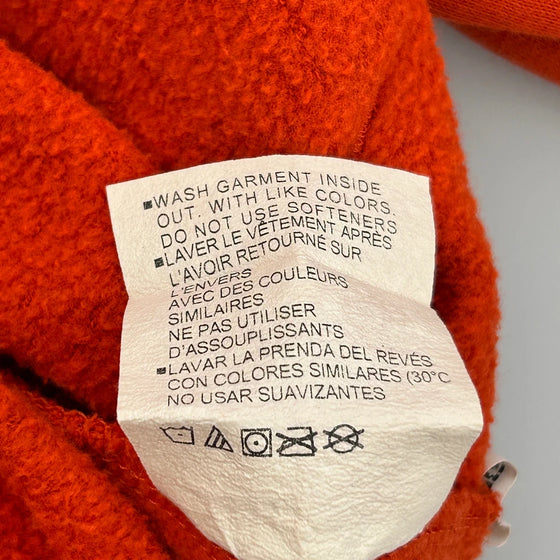 WASH GARMENT INSIDE
OUT. WITH LIKE COLORS.
DO NOT USE SOFTENERS
LAVER LE VÊTEMENT APRÈS
L'AVOIR RETOURNÉ SUR
L'ENVERS
AVEC DES COULEURS
SIMILAIRES
NE PAS UTILISER
D'ASSOUPLISSANTS
LAVAR LA PRENDA DEL REVÉS
CON COLORES SIMILARES (30°C
NO USAR SUAVIZANTES